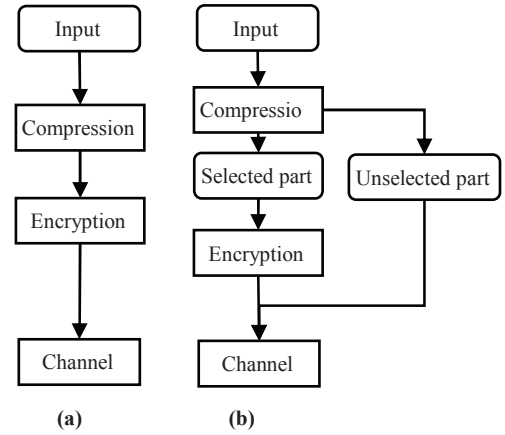 Input
Compression
Encryption
Channel
(a)
Input
Compressio
Selected part
Unselected part
Encryption
Channel
(b)